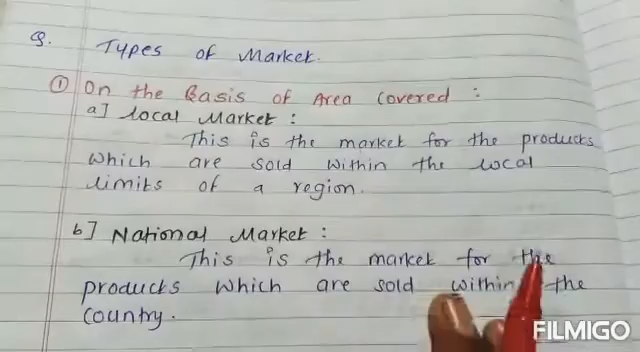 Q. Types of Market.
① On the Basis of Area Covered :
a] Local Market :
This is the market for the products
which are sold within the local
limits of a region.
b] National Market :
This is the market for the
products which are sold within the
country.
FILMIGO